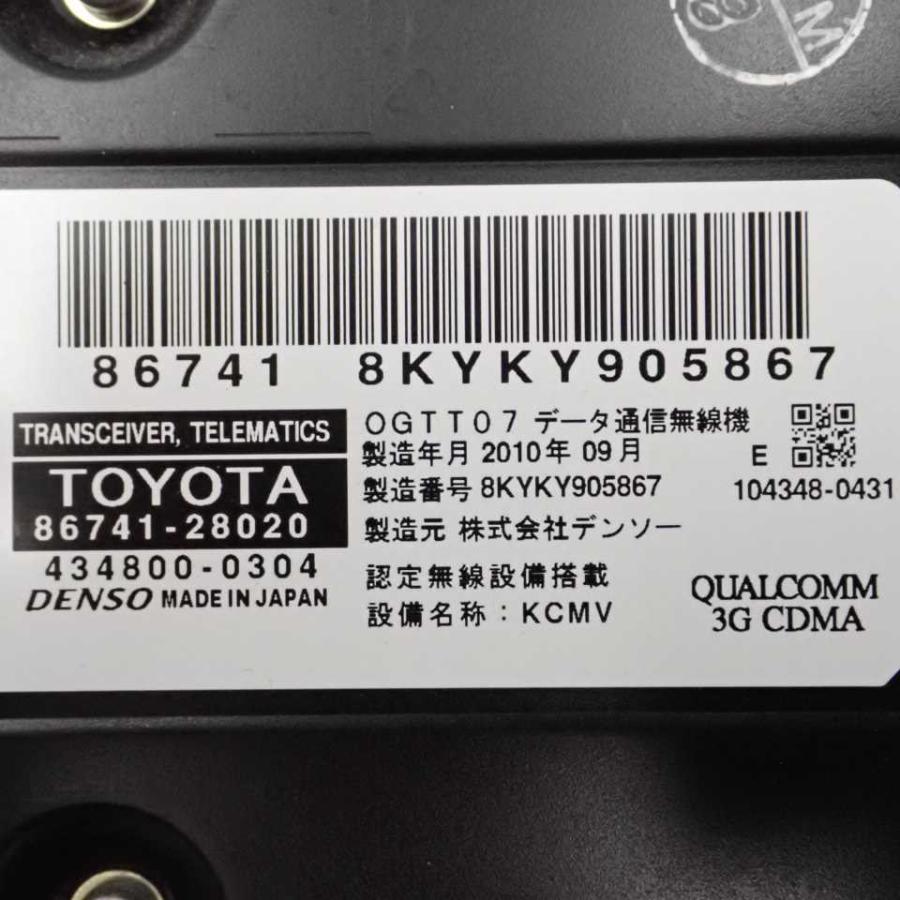 86741 8KYKY905867
TRANSCEIVER, TELEMATICS
TOYOTA
86741-28020
434800-0304
DENSO MADE IN JAPAN
OGTT07 データ通信無線機
製造年月 2010年 09月
製造番号 8KYKY905867
製造元 株式会社デンソー
認定無線設備搭載
設備名称：KCMV
E
104348-0431
QUALCOMM
3G CDMA